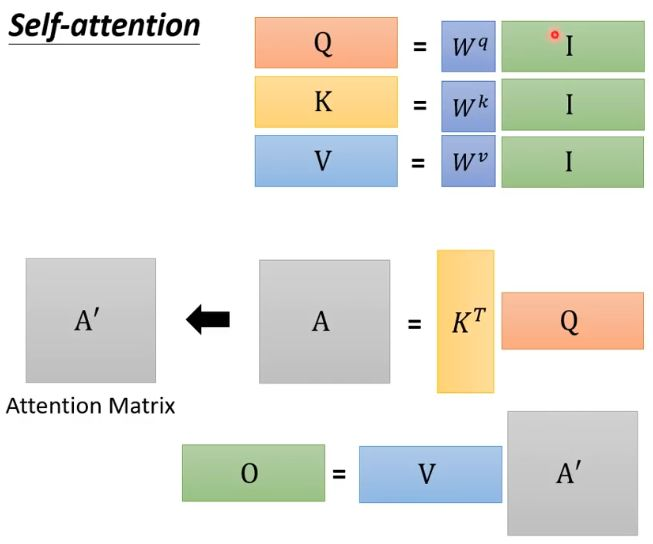 Self-attention
Q = W^q I
K = W^k I
V = W^v I
A′ A = K^T Q
Attention Matrix
O = V A′